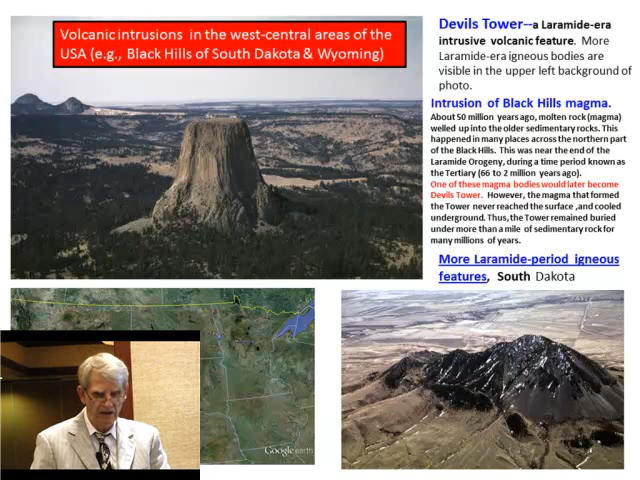 Volcanic intrusions in the west-central areas of the
USA (e.g., Black Hills of South Dakota & Wyoming)
Devils Tower--a Laramide-era
intrusive volcanic feature. More
Laramide-era igneous bodies are
visible in the upper left background of
photo.
Intrusion of Black Hills magma.
About 50 million years ago, molten rock (magma)
welled up into the older sedimentary rocks. This
happened in many places across the northern part
of the Black Hills. This was near the end of the
Laramide Orogeny, during a time period known as
the Tertiary (66 to 2 million years ago).
One of these magma bodies would later become
Devils Tower. However, the magma that formed
the Tower never reached the surface ,and cooled
underground. Thus, the Tower remained buried
under more than a mile of sedimentary rock for
many millions of years.
More Laramide-period igneous
features, South Dakota
Google earth